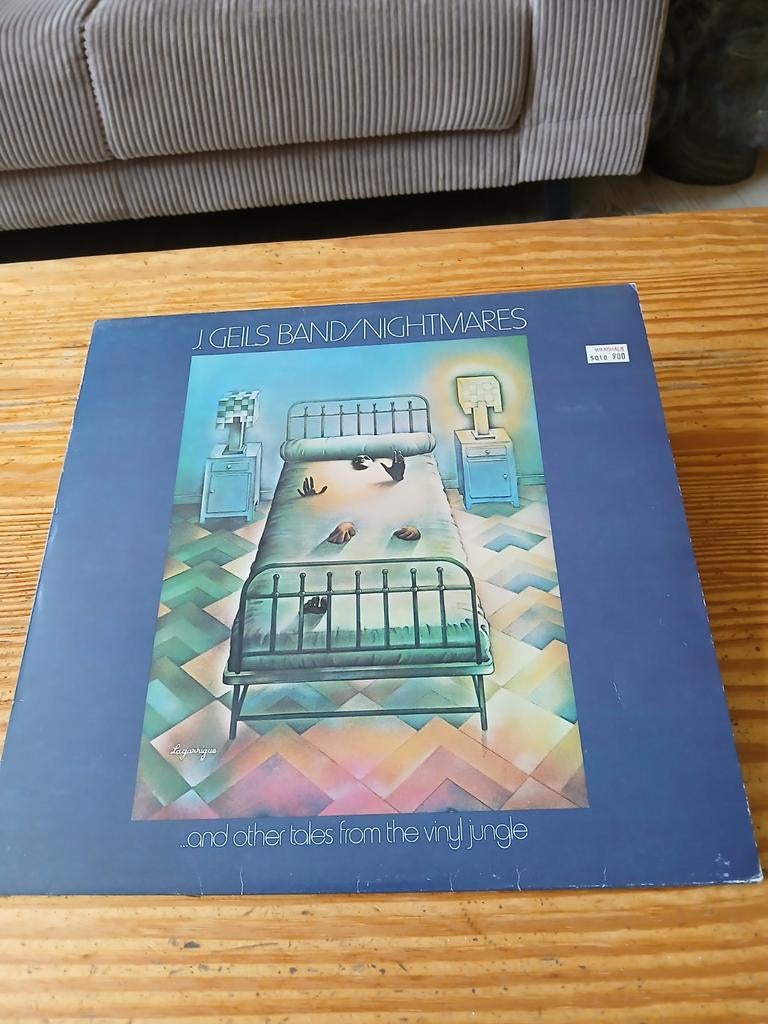 J. GEILS BAND/NIGHTMARES
5010 900
Lagarrigue
...and other tales from the vinyl jungle